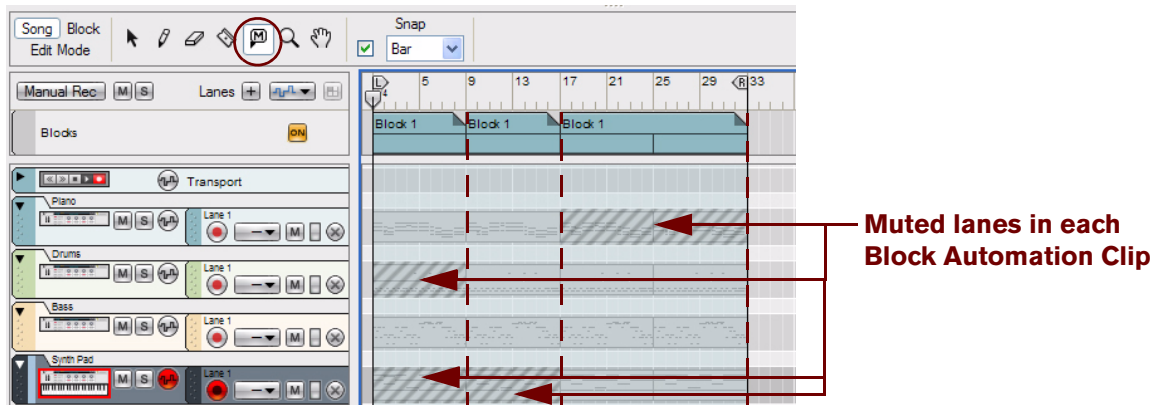 Song Block
Edit Mode
M
Snap
Bar
Manual Rec M S Lanes +
L 5 9 13 17 21 25 29 R 33
4
Blocks ON
Block 1 Block 1 Block 1
Transport
Piano
M S Lane 1 M
Drums
M S Lane 1 M
Bass
M S Lane 1 M
Synth Pad
M S Lane 1 M
Muted lanes in each
Block Automation Clip